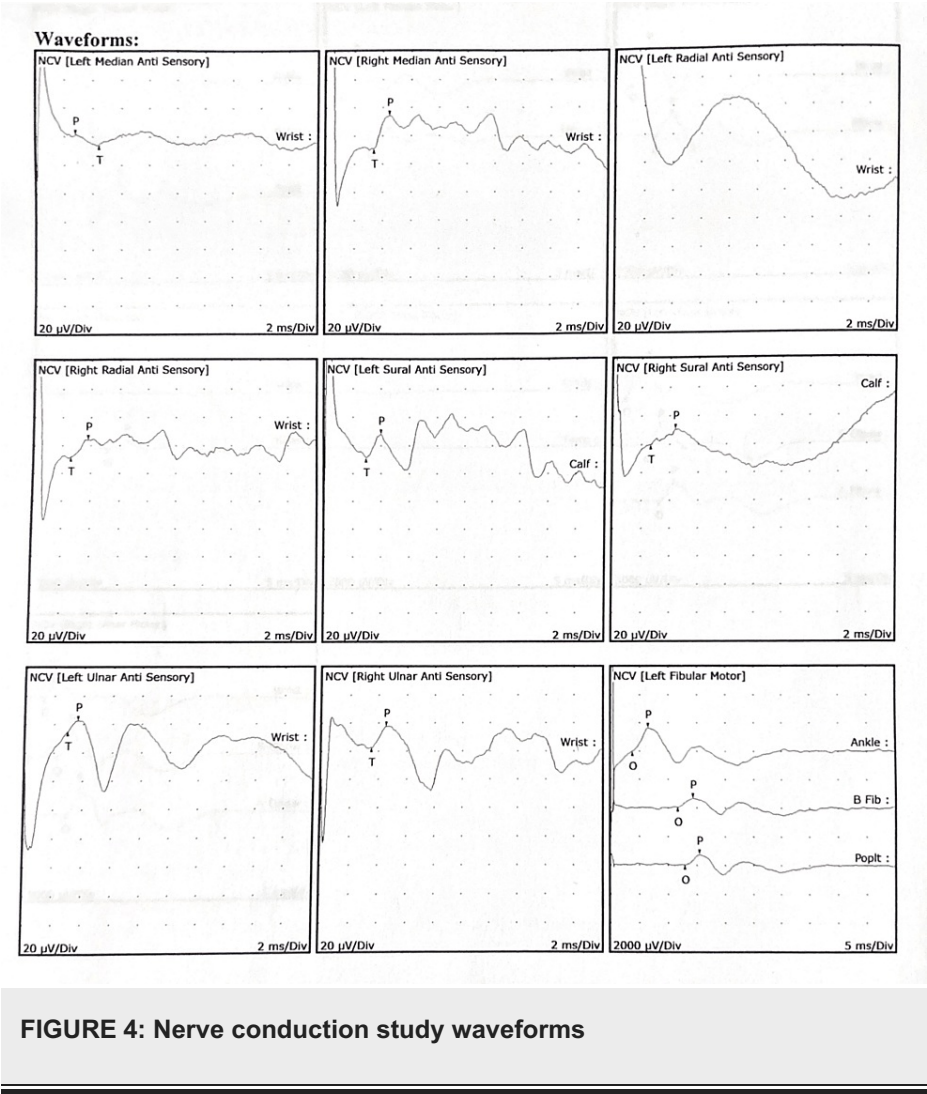 Waveforms:
NCV [Left Median Anti Sensory]
P
T
Wrist :
20 µV/Div
2 ms/Div
NCV [Right Median Anti Sensory]
P
T
Wrist :
20 µV/Div
2 ms/Div
NCV [Left Radial Anti Sensory]
Wrist :
20 µV/Div
2 ms/Div
NCV [Right Radial Anti Sensory]
P
T
Wrist :
20 µV/Div
2 ms/Div
NCV [Left Sural Anti Sensory]
P
T
Calf :
20 µV/Div
2 ms/Div
NCV [Right Sural Anti Sensory]
Calf :
P
T
20 µV/Div
2 ms/Div
NCV [Left Ulnar Anti Sensory]
P
T
Wrist :
20 µV/Div
2 ms/Div
NCV [Right Ulnar Anti Sensory]
P
T
Wrist :
20 µV/Div
2 ms/Div
NCV [Left Fibular Motor]
P
Ankle :
O
P
B Fib :
O
P
Poplt :
O
2000 µV/Div
5 ms/Div
FIGURE 4: Nerve conduction study waveforms